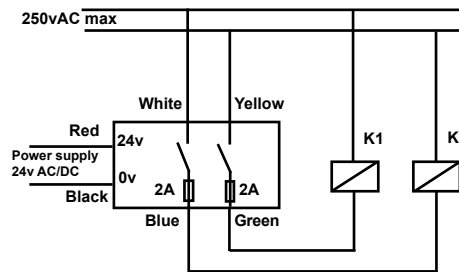 250vAC max
White Yellow
Red
24v
K1 K
Power supply
24v AC/DC
0v
2A 2A
Black
Blue Green